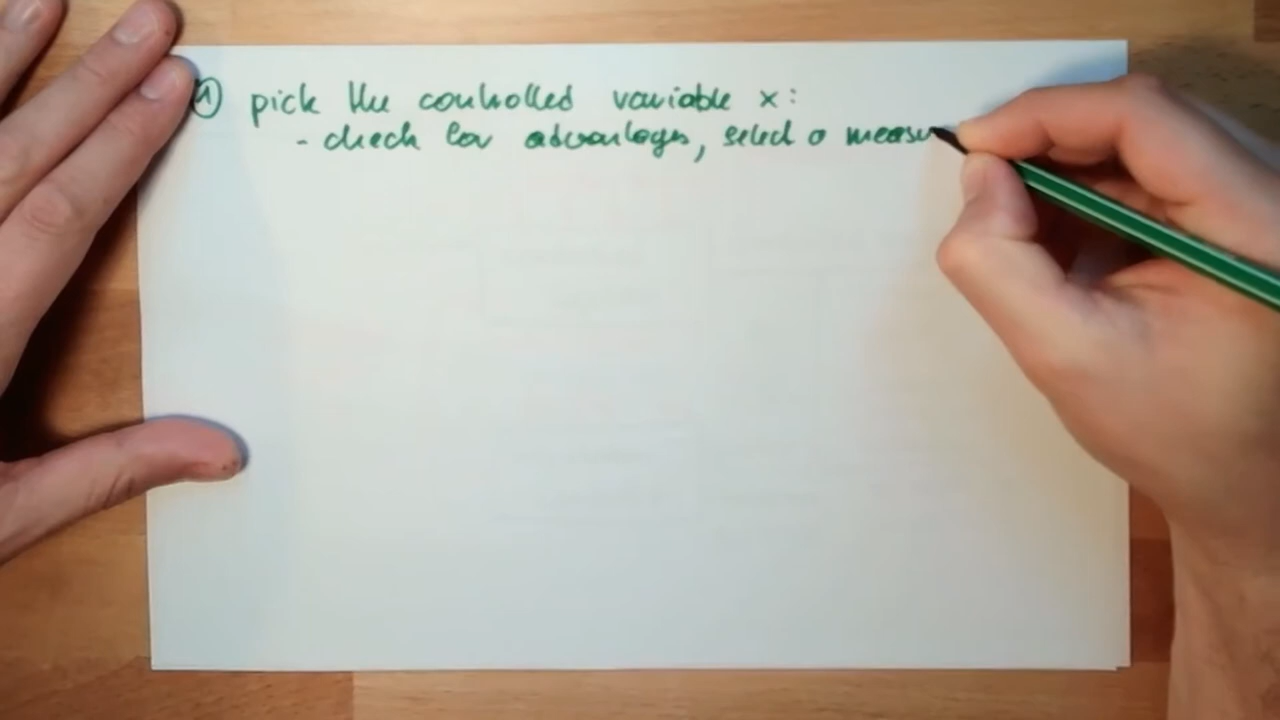 ① pick the controlled variable x:
- check for advantages, select a measu